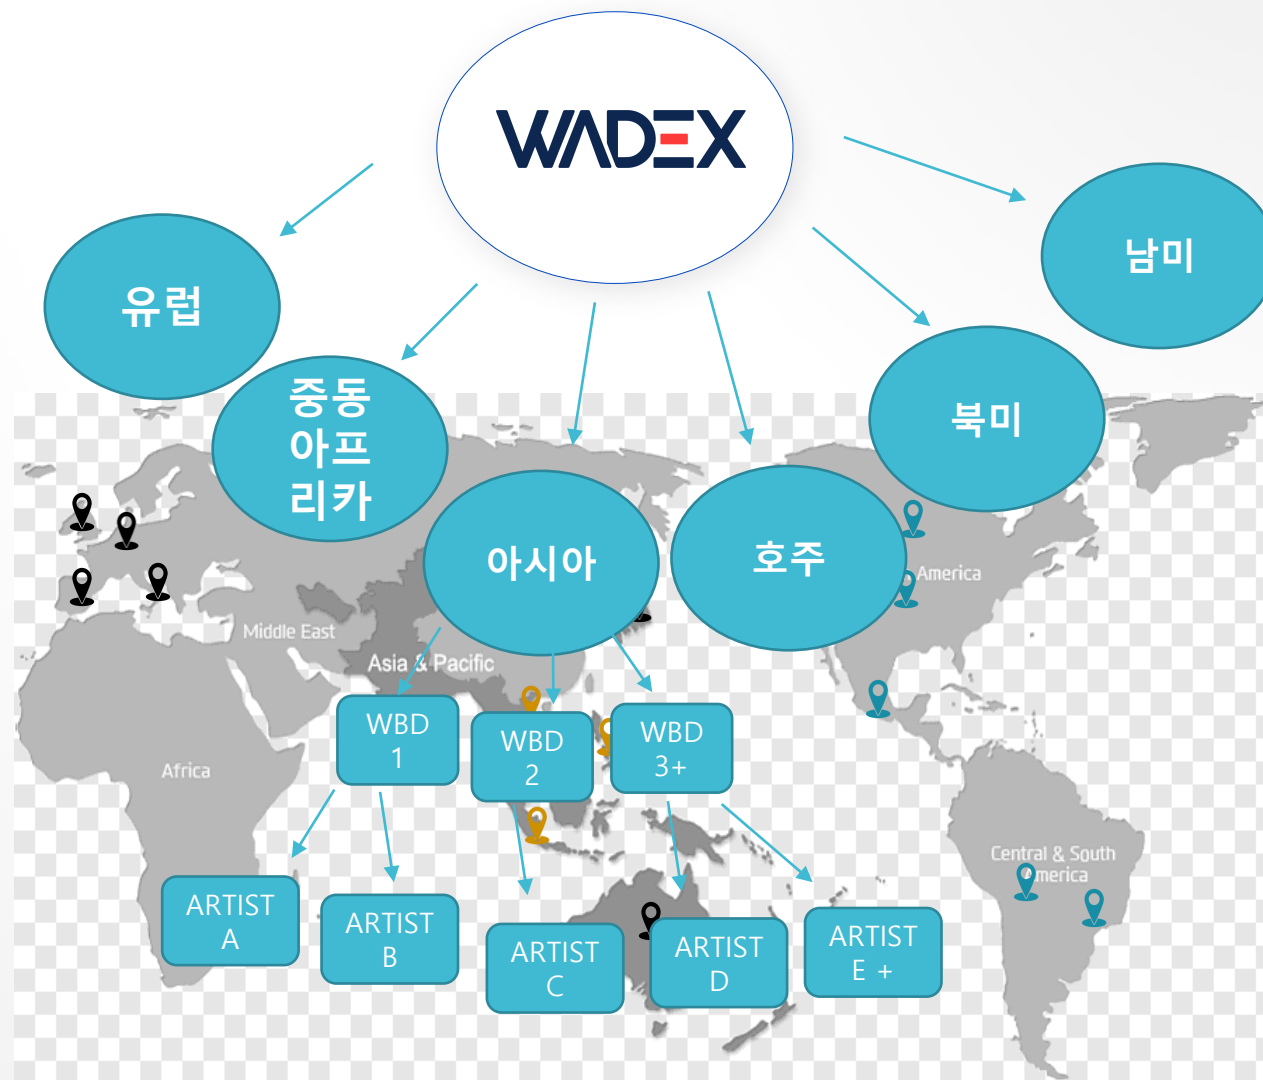 WADEX
유럽
남미
중동
아프
리카
북미
아시아
호주
America
Middle East
Asia & Pacific
WBD
1
WBD
2
WBD
3+
Africa
Central & South
America
ARTIST
A
ARTIST
B
ARTIST
C
ARTIST
D
ARTIST
E +